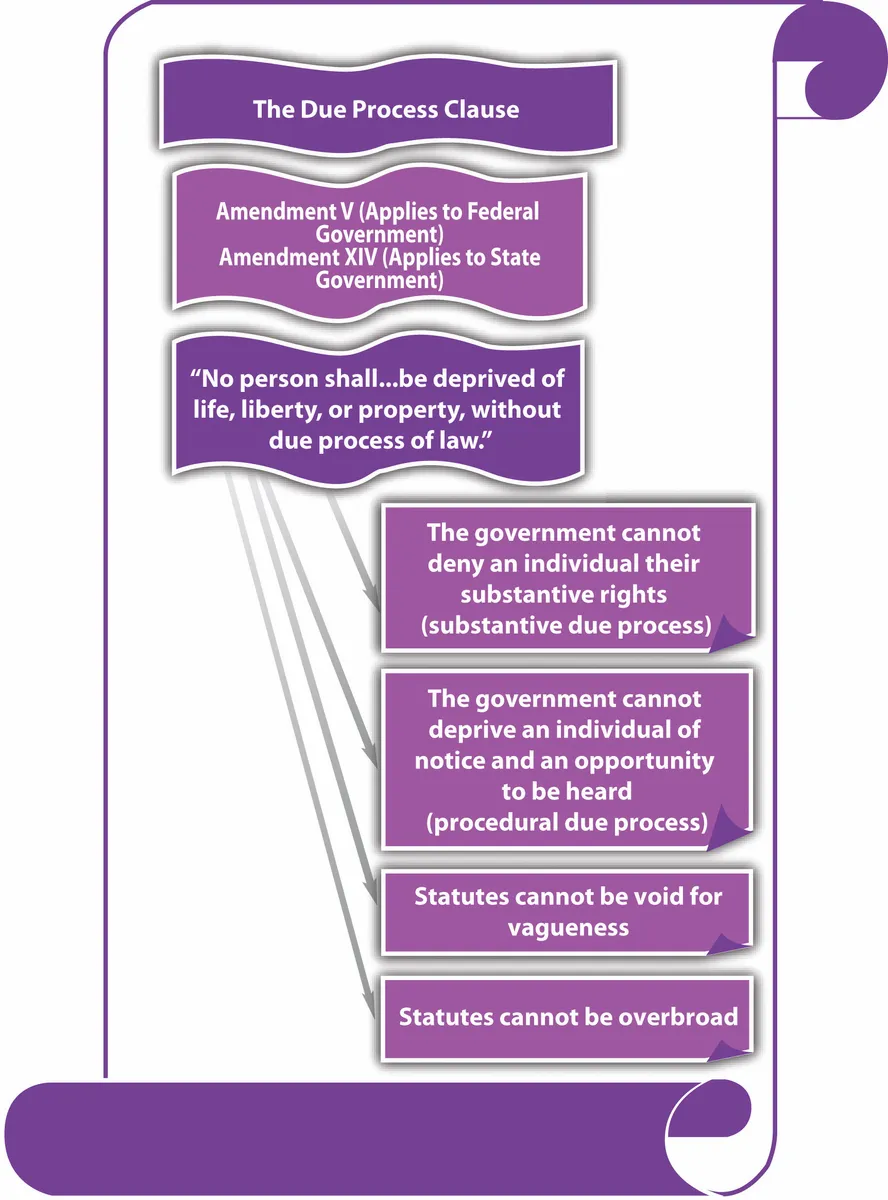 The Due Process Clause
Amendment V (Applies to Federal
Government)
Amendment XIV (Applies to State
Government)
“No person shall...be deprived of
life, liberty, or property, without
due process of law.”
The government cannot
deny an individual their
substantive rights
(substantive due process)
The government cannot
deprive an individual of
notice and an opportunity
to be heard
(procedural due process)
Statutes cannot be void for
vagueness
Statutes cannot be overbroad